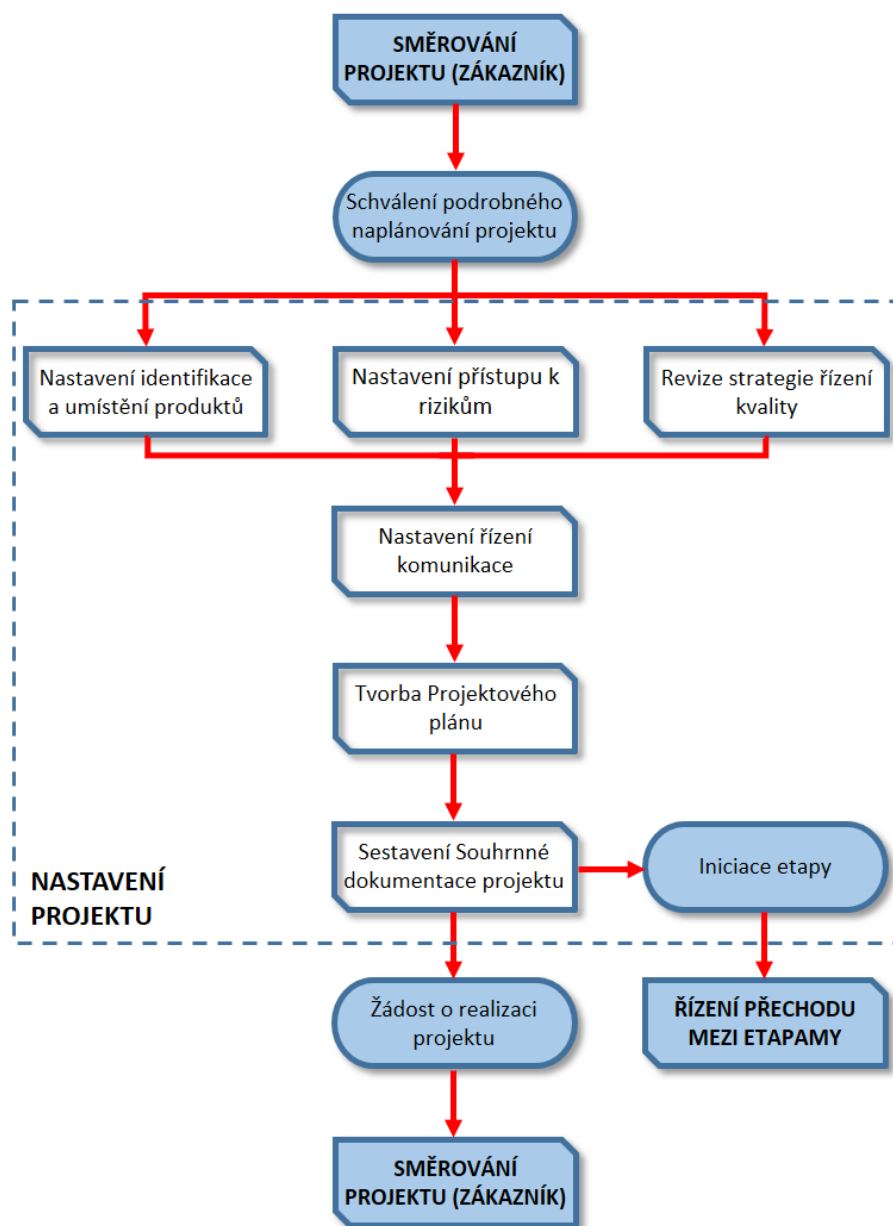 SMĚROVÁNÍ
PROJEKTU (ZÁKAZNÍK)
Schválení podrobného
naplánování projektu
Nastavení identifikace
a umístění produktů
Nastavení přístupu k
rizikům
Revize strategie řízení
kvality
Nastavení řízení
komunikace
Tvorba Projektového
plánu
Sestavení Souhrnné
dokumentace projektu
Iniciace etapy
NASTAVENÍ
PROJEKTU
Žádost o realizaci
projektu
ŘÍZENÍ PŘECHODU
MEZI ETAPAMY
SMĚROVÁNÍ
PROJEKTU (ZÁKAZNÍK)